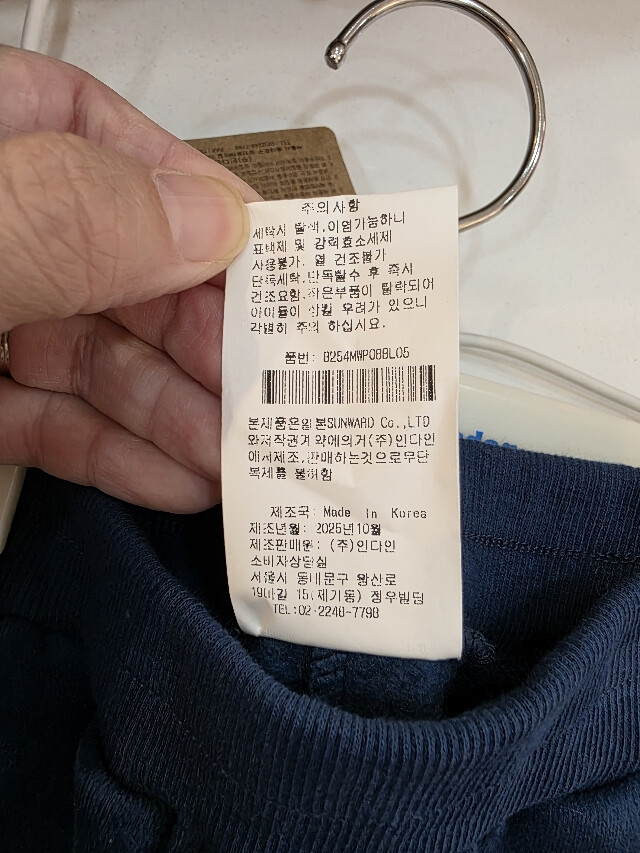 주의사항
세탁시 탈색,이염가능하니
표백제 및 강력효소세제
사용불가, 열 건조불가
단독세탁,단독탈수 후 즉시
건조요함,작은부품이 탈락되어
아이들이 삼킬 우려가 있으니
각별히 주의 하십시요.
품번: B254MWP08BL05
본제품은일본SUNWARD Co.,LTD
와저작권계약에의거(주)인다인
에서제조,판매하는것으로무단
복제를 불허함
제조국: Made in Korea
제조년월: 2025년10월
제조판매원: (주)인다인
소비자상담실
서울시 동대문구 왕산로
19마길 15(제기동) 정우빌딩
TEL:02-2248-7798